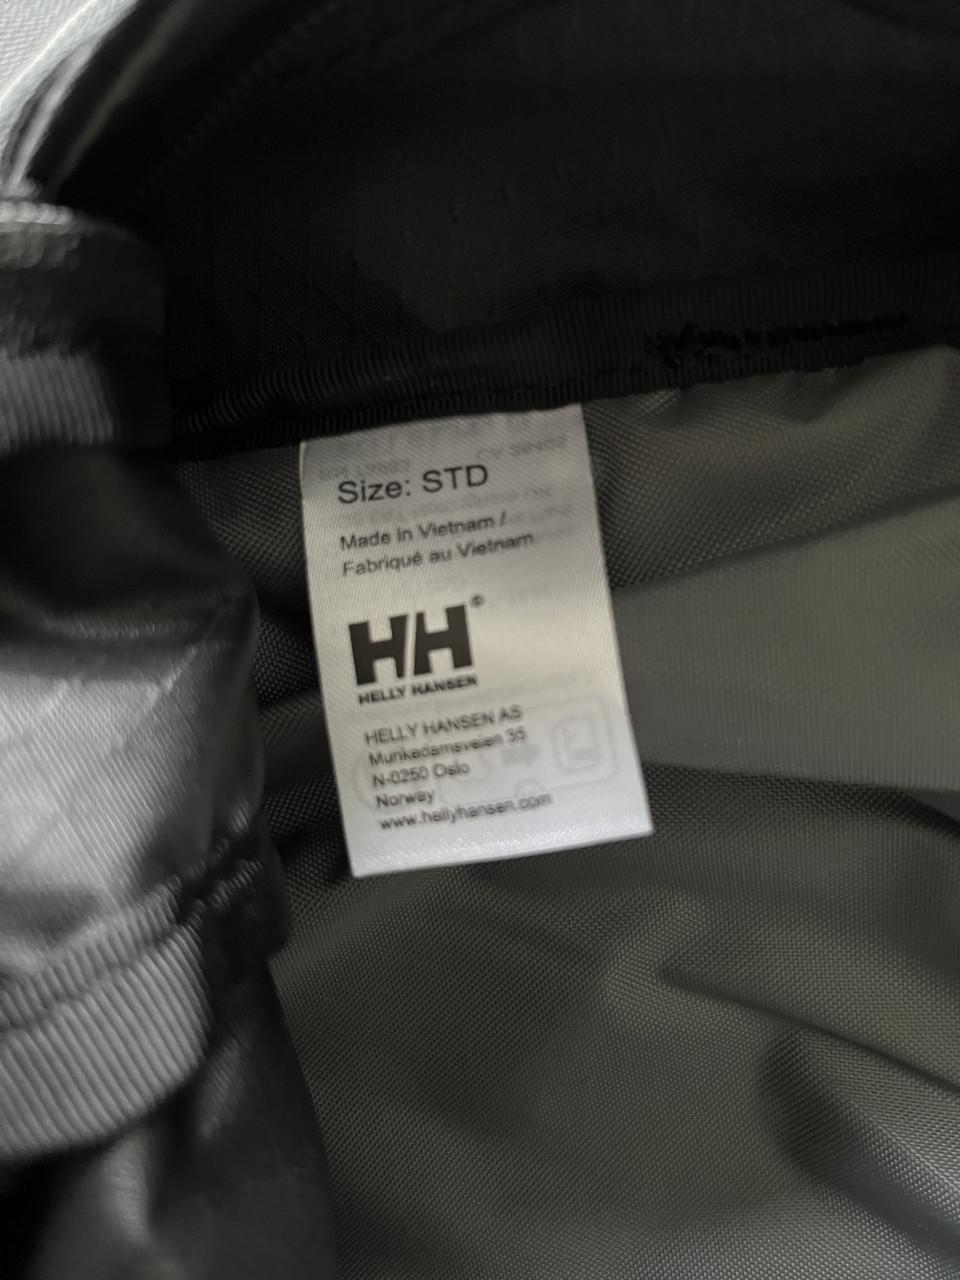 Size: STD
Made in Vietnam /
Fabriqué au Vietnam
HH®
HELLY HANSEN
HELLY HANSEN AS
Munkedamsveien 35
N-0250 Oslo
Norway
www.hellyhansen.com